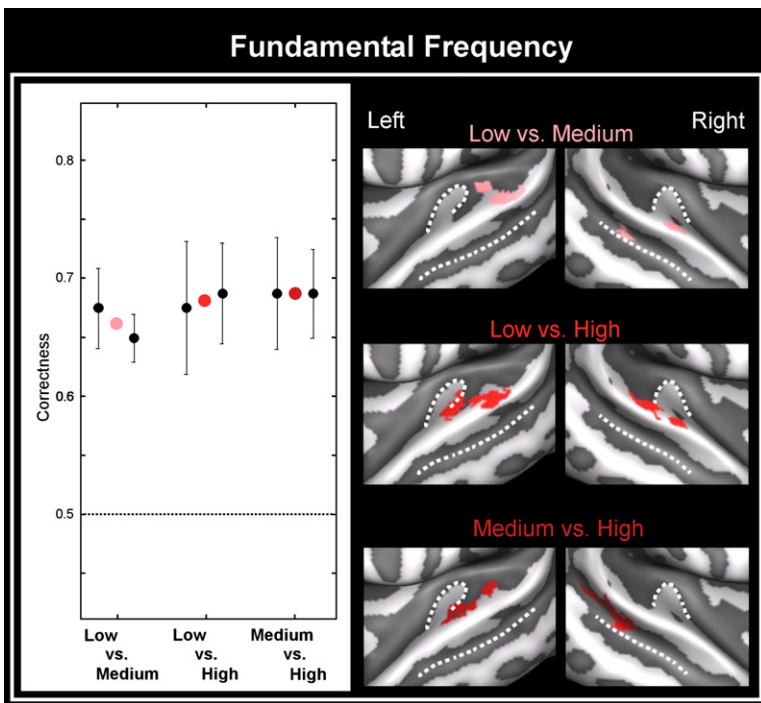 Fundamental Frequency
Correctness
0.8
0.7
0.6
0.5
Low
vs.
Medium
Low
vs.
High
Medium
vs.
High
Left
Right
Low vs. Medium
Low vs. High
Medium vs. High